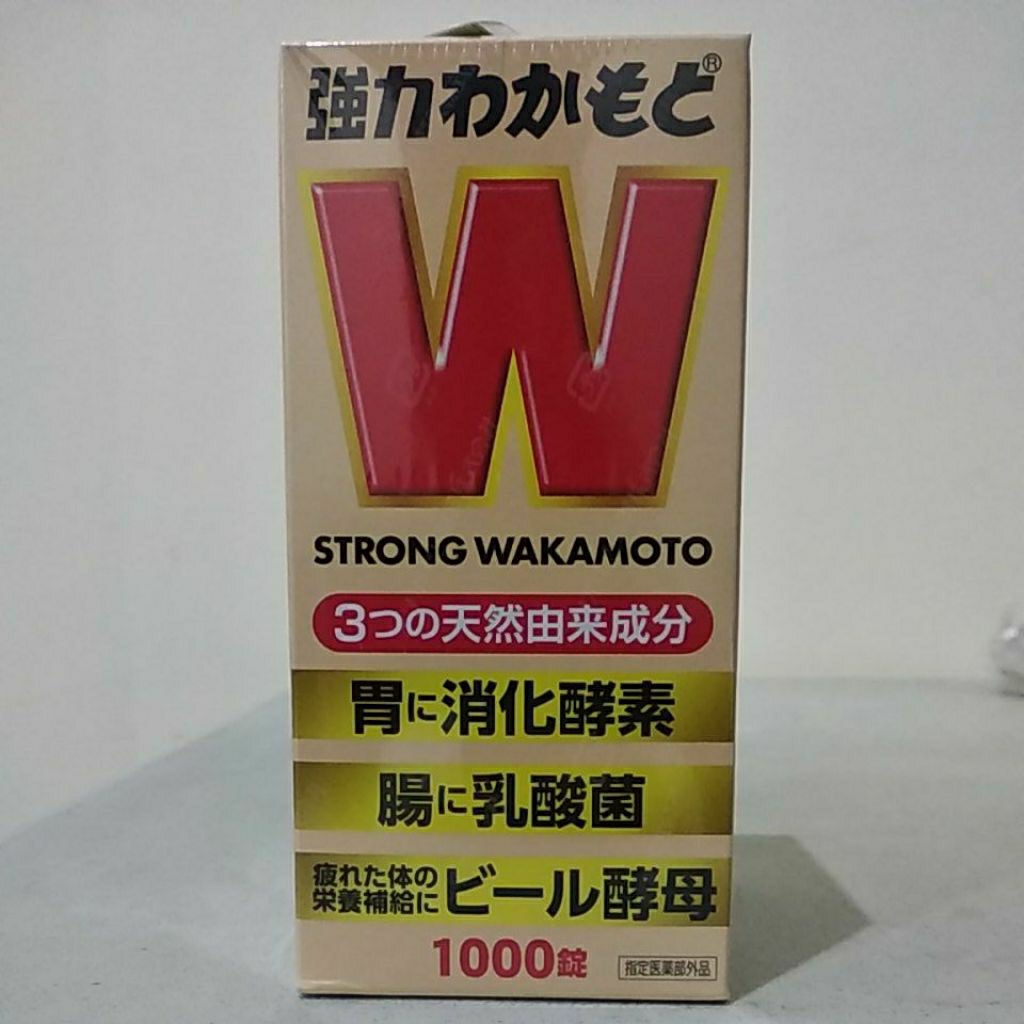 強力わかもと®
W
STRONG WAKAMOTO
3つの天然由来成分
胃に消化酵素
腸に乳酸菌
疲れた体の
栄養補給にビール酵母
1000錠
指定医薬部外品